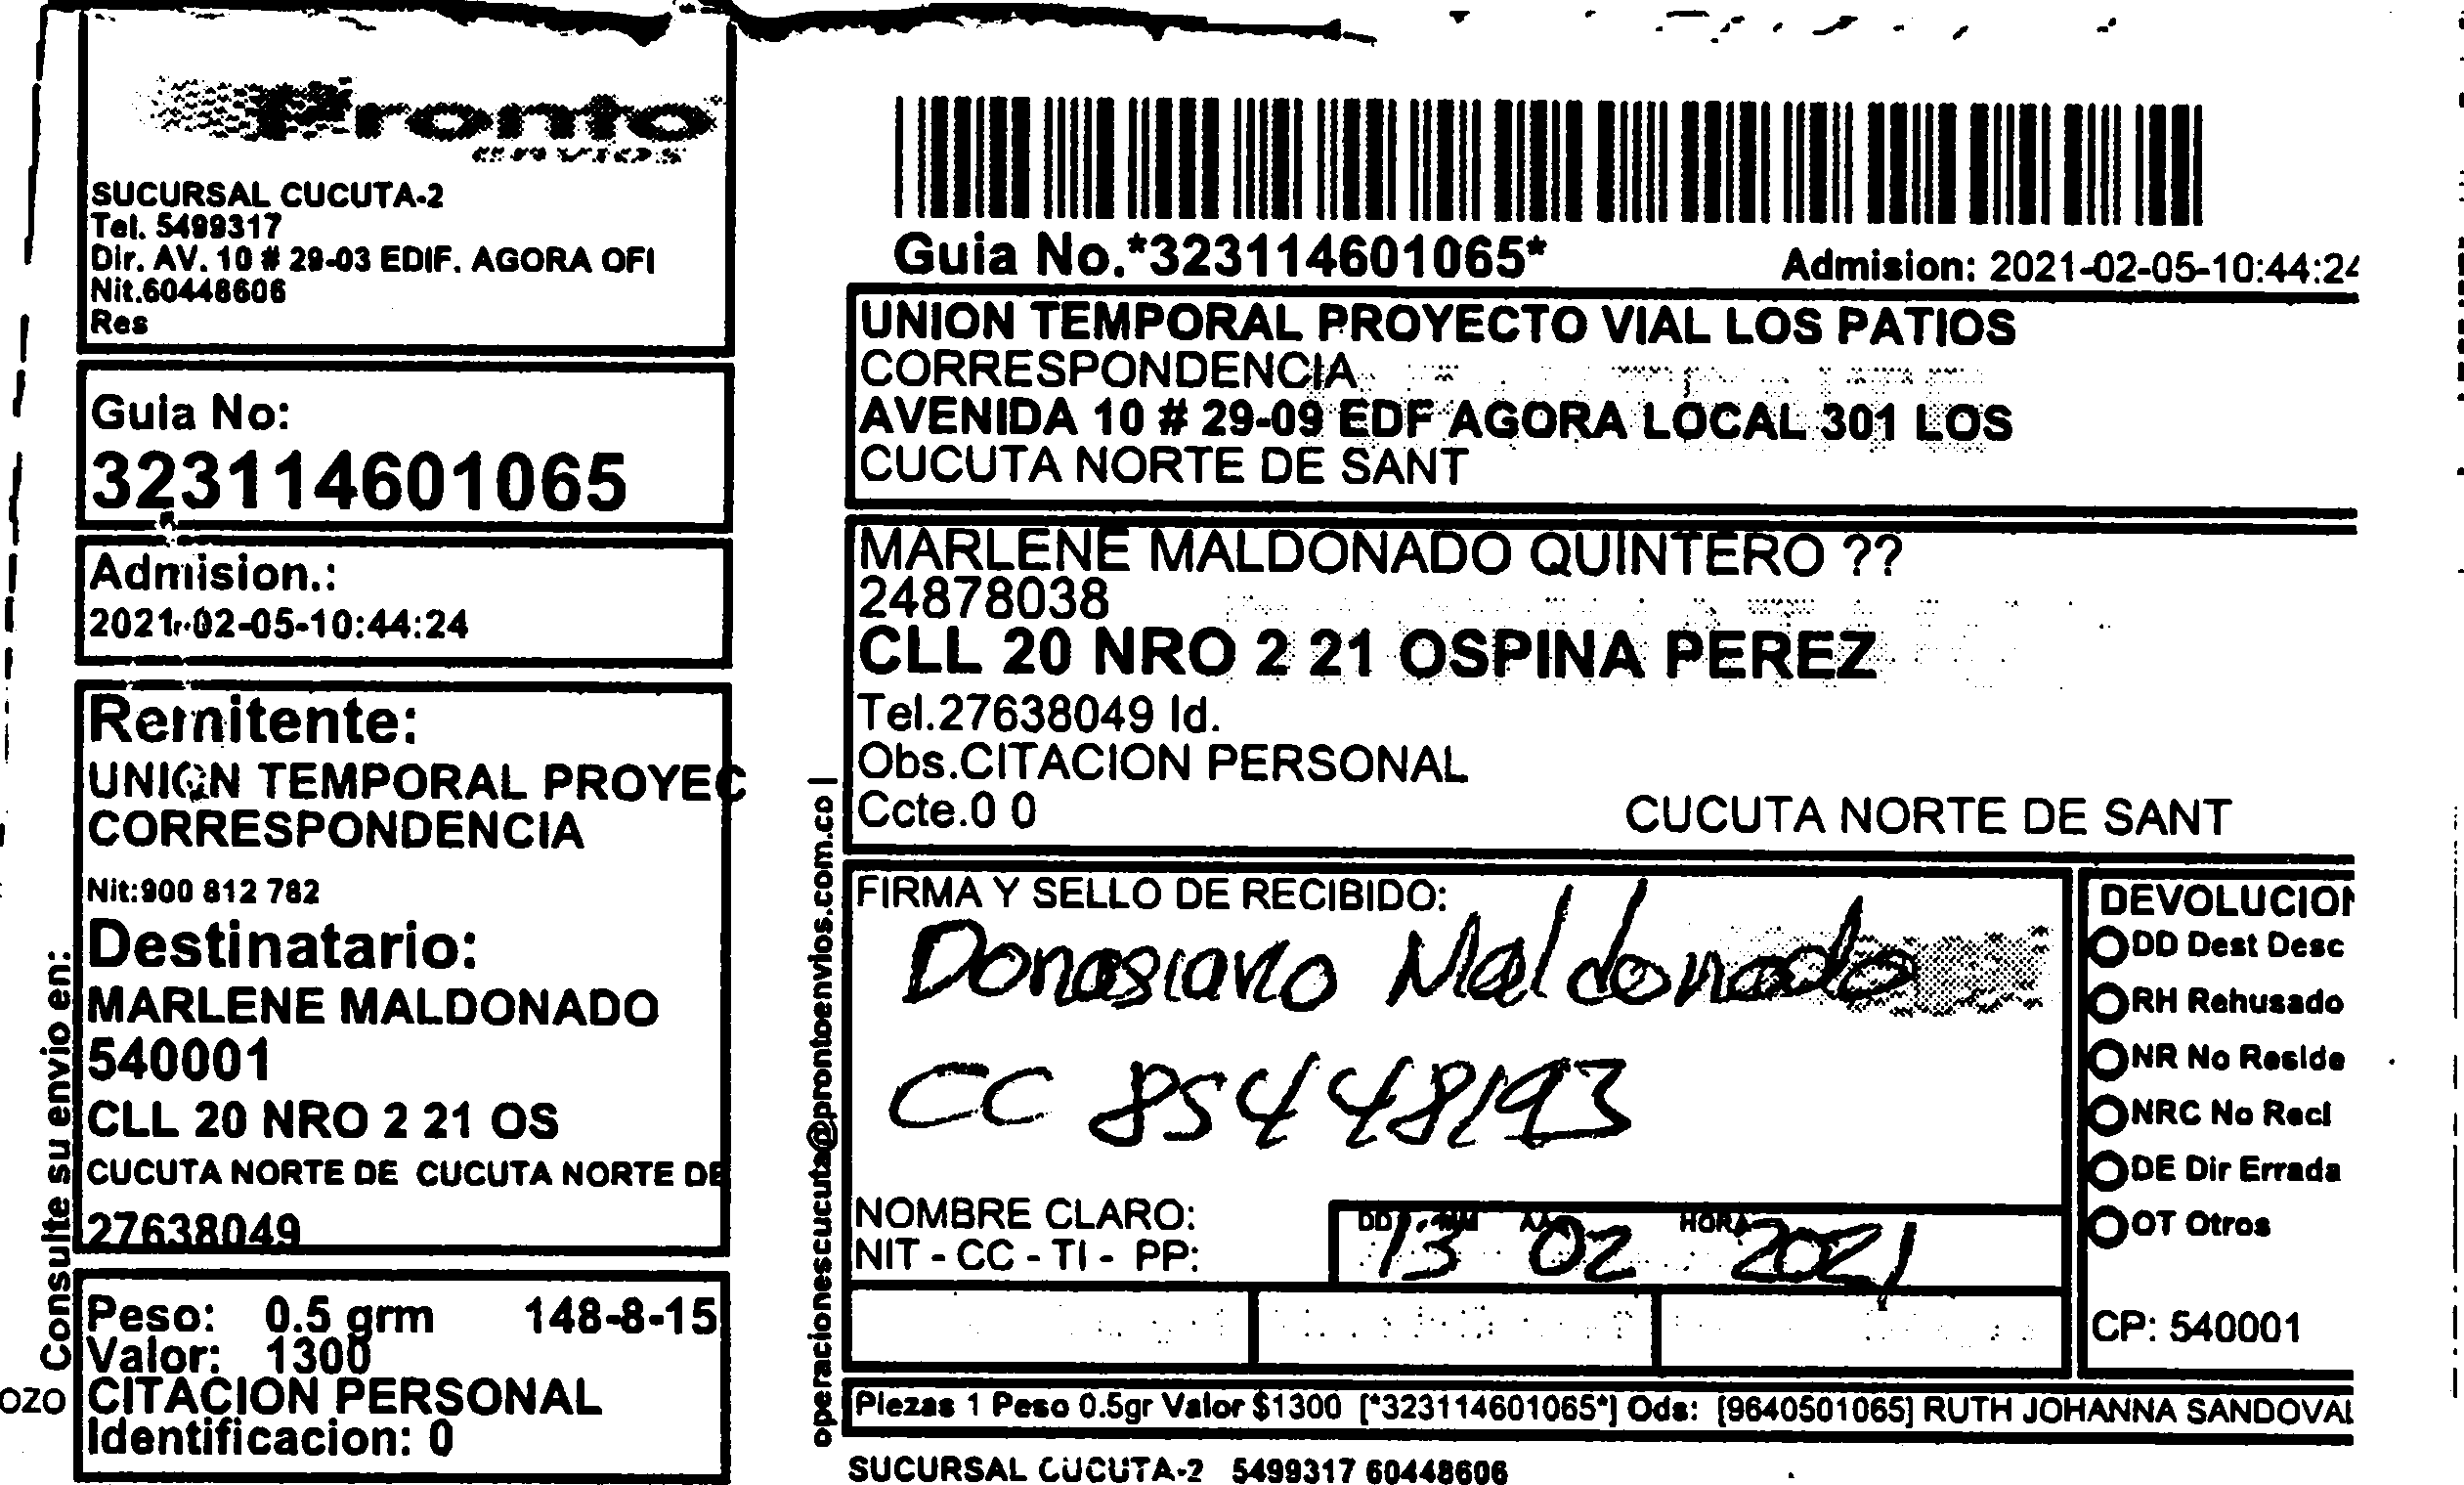 Pronto
envios
SUCURSAL CUCUTA-2
Tel. 5499317
Dir. AV. 10 # 29-03 EDIF. AGORA OFI
Nit.60448606
Res
Guia No:
323114601065
Admision.:
2021-02-05-10:44:24
Remitente:
UNION TEMPORAL PROYEC
CORRESPONDENCIA
Nit:900 812 782
Destinatario:
MARLENE MALDONADO
540001
CLL 20 NRO 2 21 OS
CUCUTA NORTE DE CUCUTA NORTE DE
27638049
Peso: 0.5 grm 148-8-15
Valor: 1300
CITACION PERSONAL
Identificacion: 0
Consulte su envio en:
OZO
operacionescucuta@prontoenvios.com.co |
Guia No.*323114601065*
Admision: 2021-02-05-10:44:24
UNION TEMPORAL PROYECTO VIAL LOS PATIOS
CORRESPONDENCIA
AVENIDA 10 # 29-09 EDF AGORA LOCAL 301 LOS
CUCUTA NORTE DE SANT
MARLENE MALDONADO QUINTERO ??
24878038
CLL 20 NRO 2 21 OSPINA PEREZ
Tel.27638049 Id.
Obs.CITACION PERSONAL
Ccte.0 0
CUCUTA NORTE DE SANT
FIRMA Y SELLO DE RECIBIDO:
Donasiano Maldonado
CC 85448193
NOMBRE CLARO:
NIT - CC - TI - PP:
DD MM AA HORA
13 02 2021
DEVOLUCION
DD Dest Desc
RH Rehusado
NR No Reside
NRC No Reci
DE Dir Errada
OT Otros
CP: 540001
Piezas 1 Peso 0.5gr Valor $1300 [*323114601065*] Ods: [9640501065] RUTH JOHANNA SANDOVAL
SUCURSAL CUCUTA-2 5499317 60448606